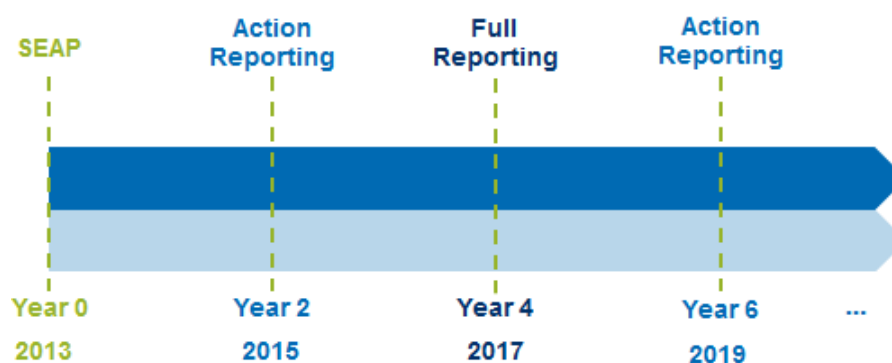 SEAP
Action
Reporting
Full
Reporting
Action
Reporting
Year 0
Year 2
Year 4
Year 6
...
2013
2015
2017
2019